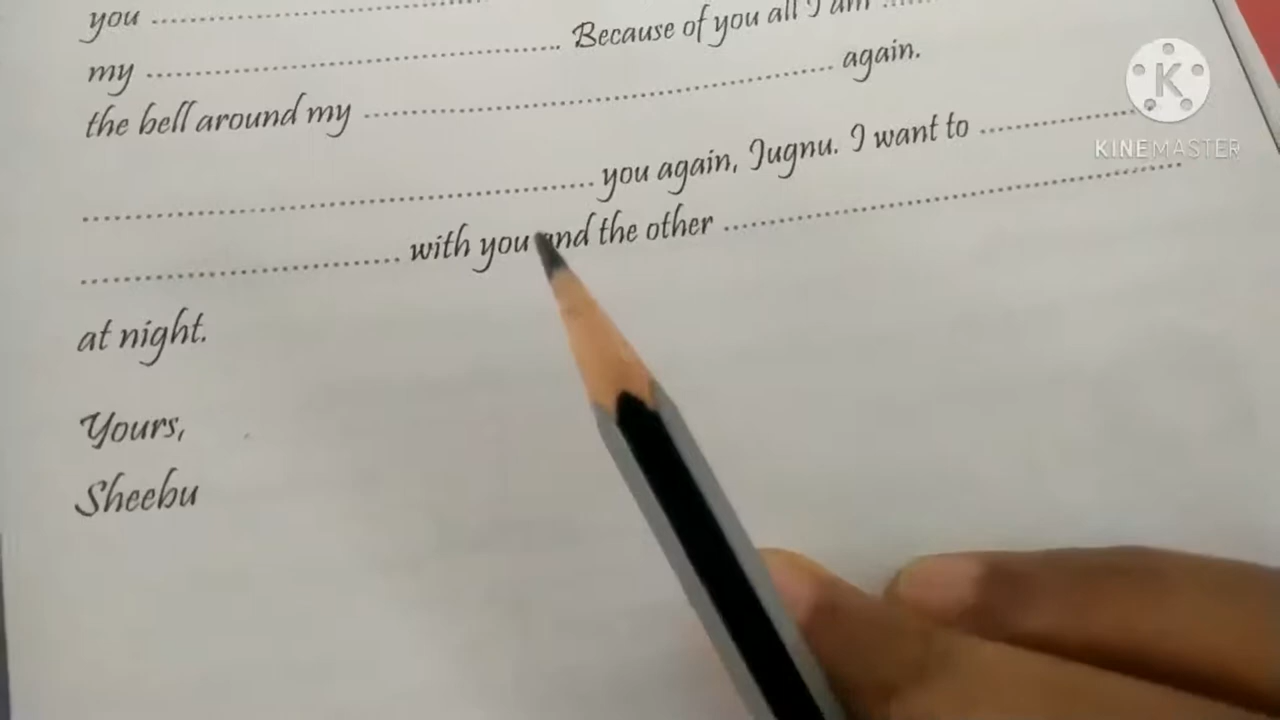 you ........................
my ........................ Because of you all I am ......
the bell around my ........................ again.
........................ you again, Jugnu. I want to ............
........................ with you and the other ........................
at night.
Yours,
Sheebu
K
KINEMASTER